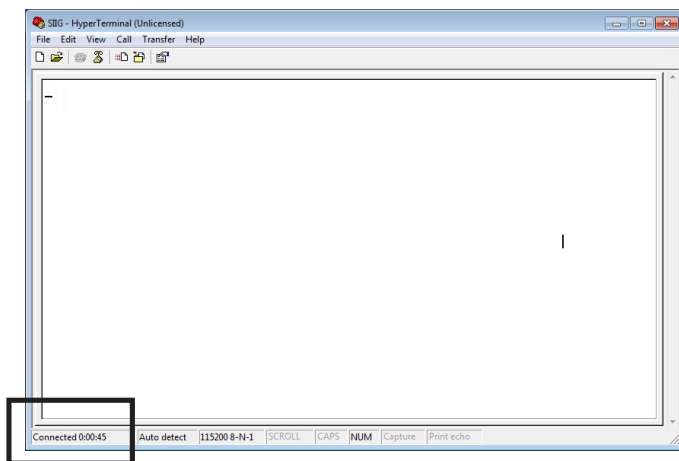 SIIG - HyperTerminal (Unlicensed)
File Edit View Call Transfer Help
Connected 0:00:45 Auto detect 115200 8-N-1 SCROLL CAPS NUM Capture Print echo